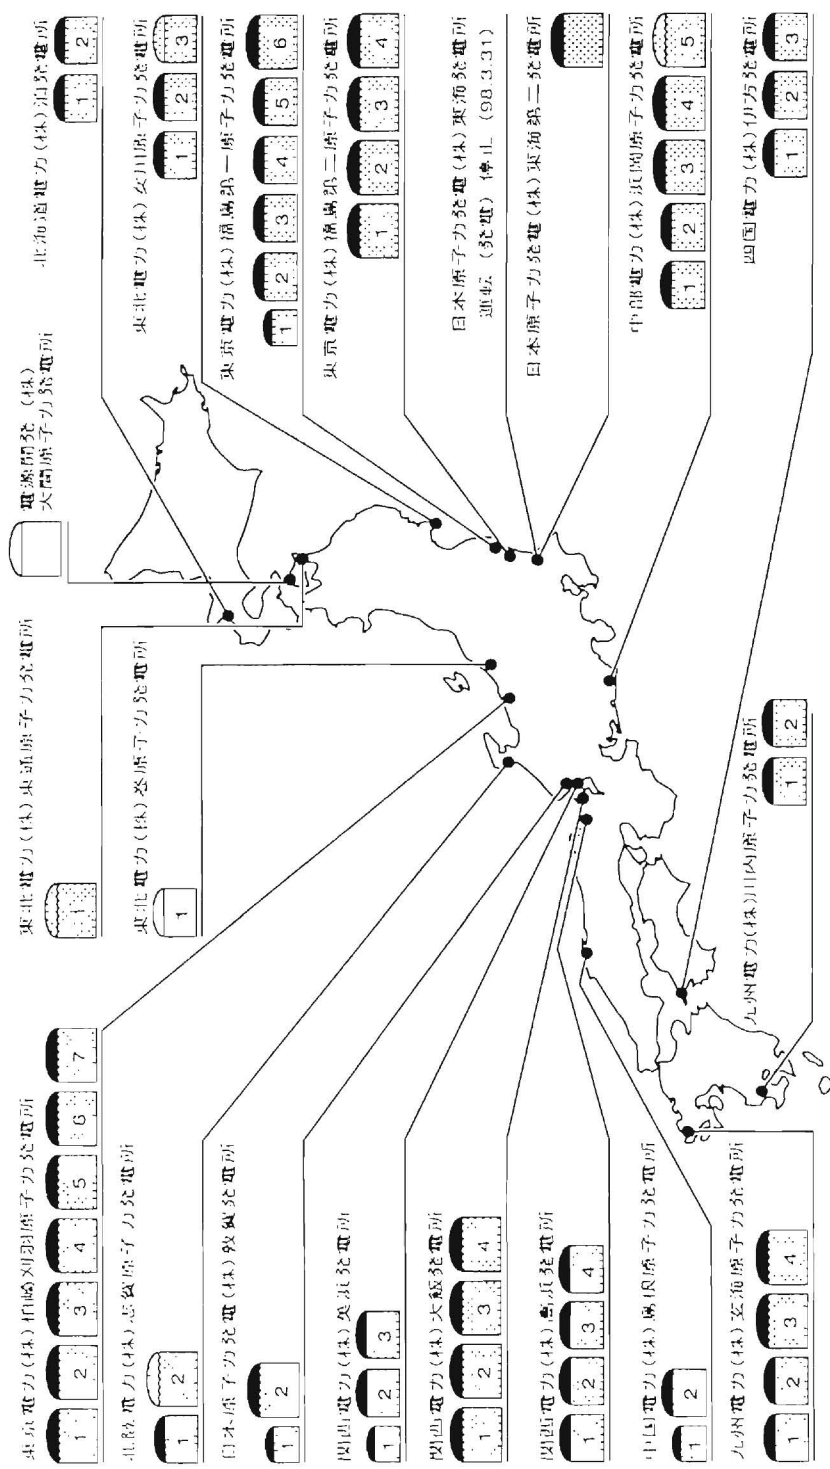 東京電力(株)柏崎刈羽原子力発電所
1 2 3 4 5 6 7
北陸電力(株)志賀原子力発電所
1 2
日本原子力発電(株)敦賀発電所
1 2
関西電力(株)美浜発電所
1 2 3
関西電力(株)大飯発電所
1 2 3 4
関西電力(株)高浜発電所
1 2 3 4
中国電力(株)島根原子力発電所
1 2
九州電力(株)玄海原子力発電所
1 2 3 4
東北電力(株)東通原子力発電所
1
東北電力(株)巻原子力発電所
1
九州電力(株)川内原子力発電所
1 2
電源開発(株)
大間原子力発電所
北海道電力(株)泊発電所
1 2
東北電力(株)女川原子力発電所
1 2 3
東京電力(株)福島第一原子力発電所
1 2 3 4 5 6
東京電力(株)福島第二原子力発電所
1 2 3 4
日本原子力発電(株)東海発電所
運転(発電)停止(98.3.31)
日本原子力発電(株)東海第二発電所
中部電力(株)浜岡原子力発電所
1 2 3 4 5
四国電力(株)伊方発電所
1 2 3